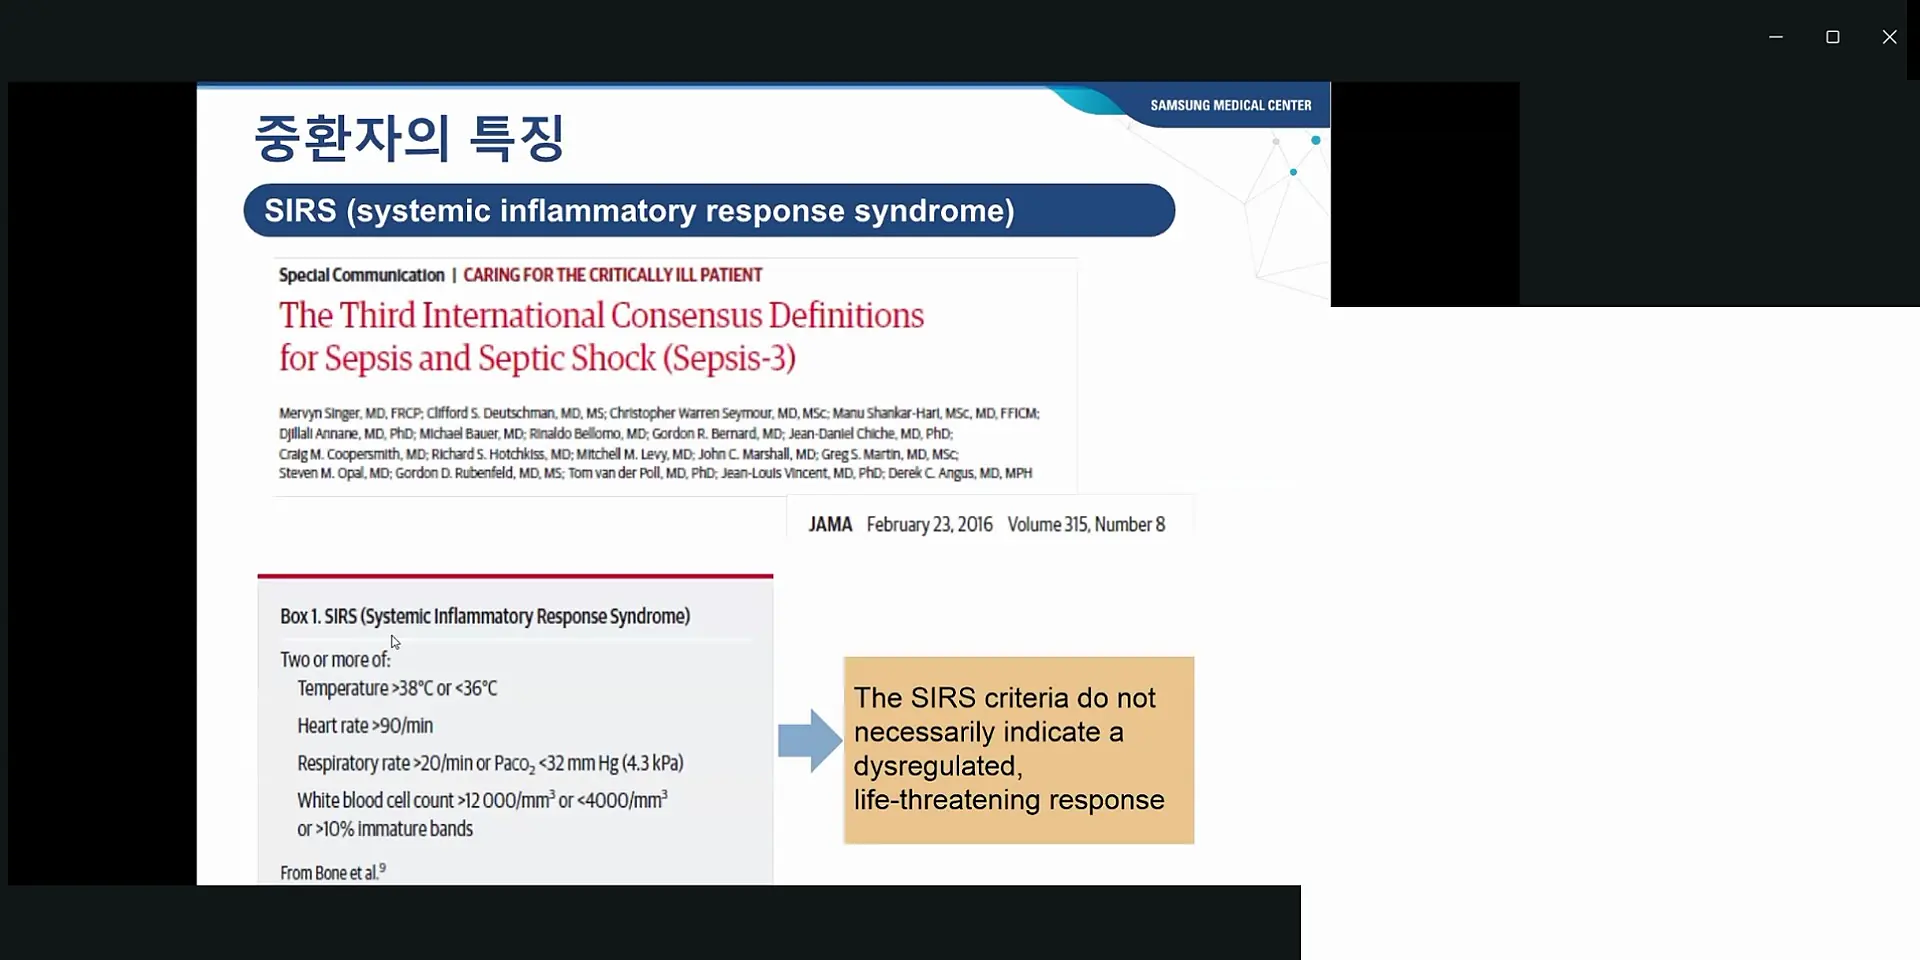 SAMSUNG MEDICAL CENTER
중환자의 특징
SIRS (systemic inflammatory response syndrome)
Special Communication | CARING FOR THE CRITICALLY ILL PATIENT
The Third International Consensus Definitions
for Sepsis and Septic Shock (Sepsis-3)
Mervyn Singer, MD, FRCP; Clifford S. Deutschman, MD, MS; Christopher Warren Seymour, MD, MSc; Manu Shankar-Hari, MSc, MD, FFICM;
Djillali Annane, MD, PhD; Michael Bauer, MD; Rinaldo Bellomo, MD; Gordon R. Bernard, MD; Jean-Daniel Chiche, MD, PhD;
Craig M. Coopersmith, MD; Richard S. Hotchkiss, MD; Mitchell M. Levy, MD; John C. Marshall, MD; Greg S. Martin, MD, MSc;
Steven M. Opal, MD; Gordon D. Rubenfeld, MD, MS; Tom van der Poll, MD, PhD; Jean-Louis Vincent, MD, PhD; Derek C. Angus, MD, MPH
JAMA February 23, 2016 Volume 315, Number 8
Box 1. SIRS (Systemic Inflammatory Response Syndrome)
Two or more of:
Temperature >38°C or <36°C
Heart rate >90/min
Respiratory rate >20/min or Paco₂ <32 mm Hg (4.3 kPa)
White blood cell count >12 000/mm³ or <4000/mm³
or >10% immature bands
From Bone et al.⁹
The SIRS criteria do not
necessarily indicate a
dysregulated,
life-threatening response